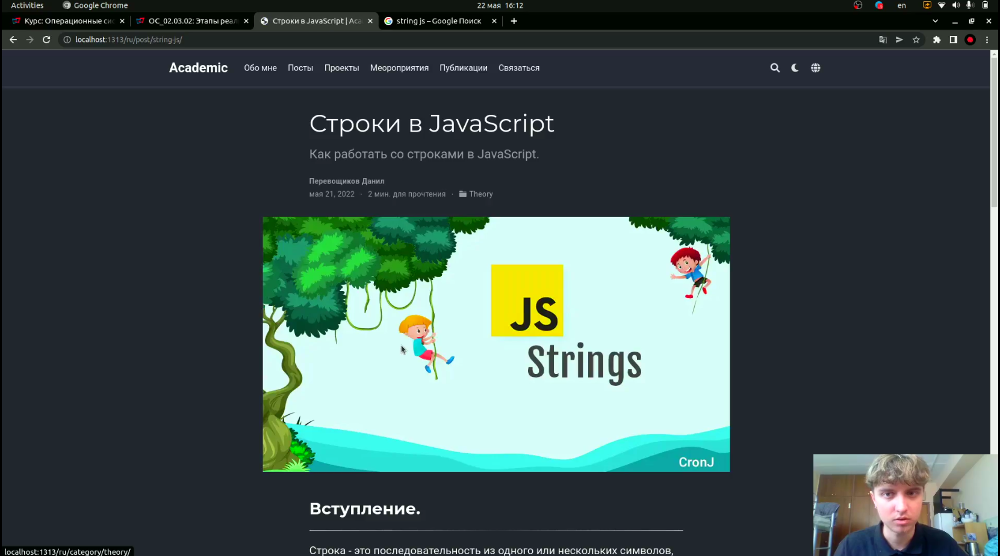 Activities
Google Chrome
22 мая 16:12
en
Курс: Операционные сис
ОС_02.03.02: Этапы реал
Строки в JavaScript | Aca
string js – Google Поиск
localhost:1313/ru/post/string-js/
Academic
Обо мне
Посты
Проекты
Меороприятия
Публикации
Связаться
Строки в JavaScript
Как работать со строками в JavaScript.
Перевощиков Данил
мая 21, 2022 · 2 мин. для прочтения · Theory
JS
Strings
CronJ
Вступление.
Строка - это последовательность из одного или нескольких символов,
localhost:1313/ru/category/theory/